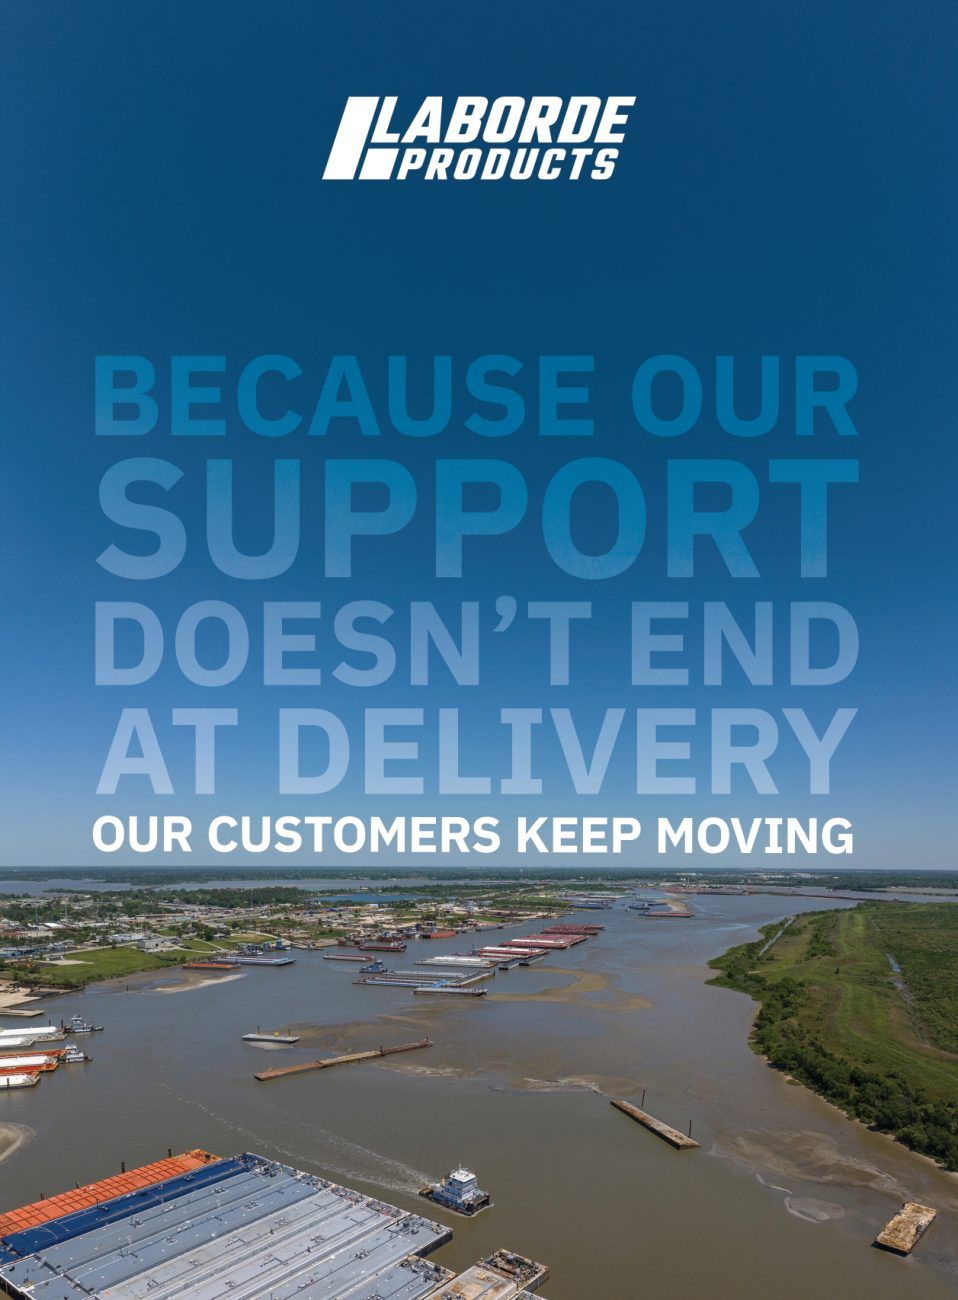 LABORDE
PRODUCTS
BECAUSE OUR
SUPPORT
DOESN'T END
AT DELIVERY
OUR CUSTOMERS KEEP MOVING